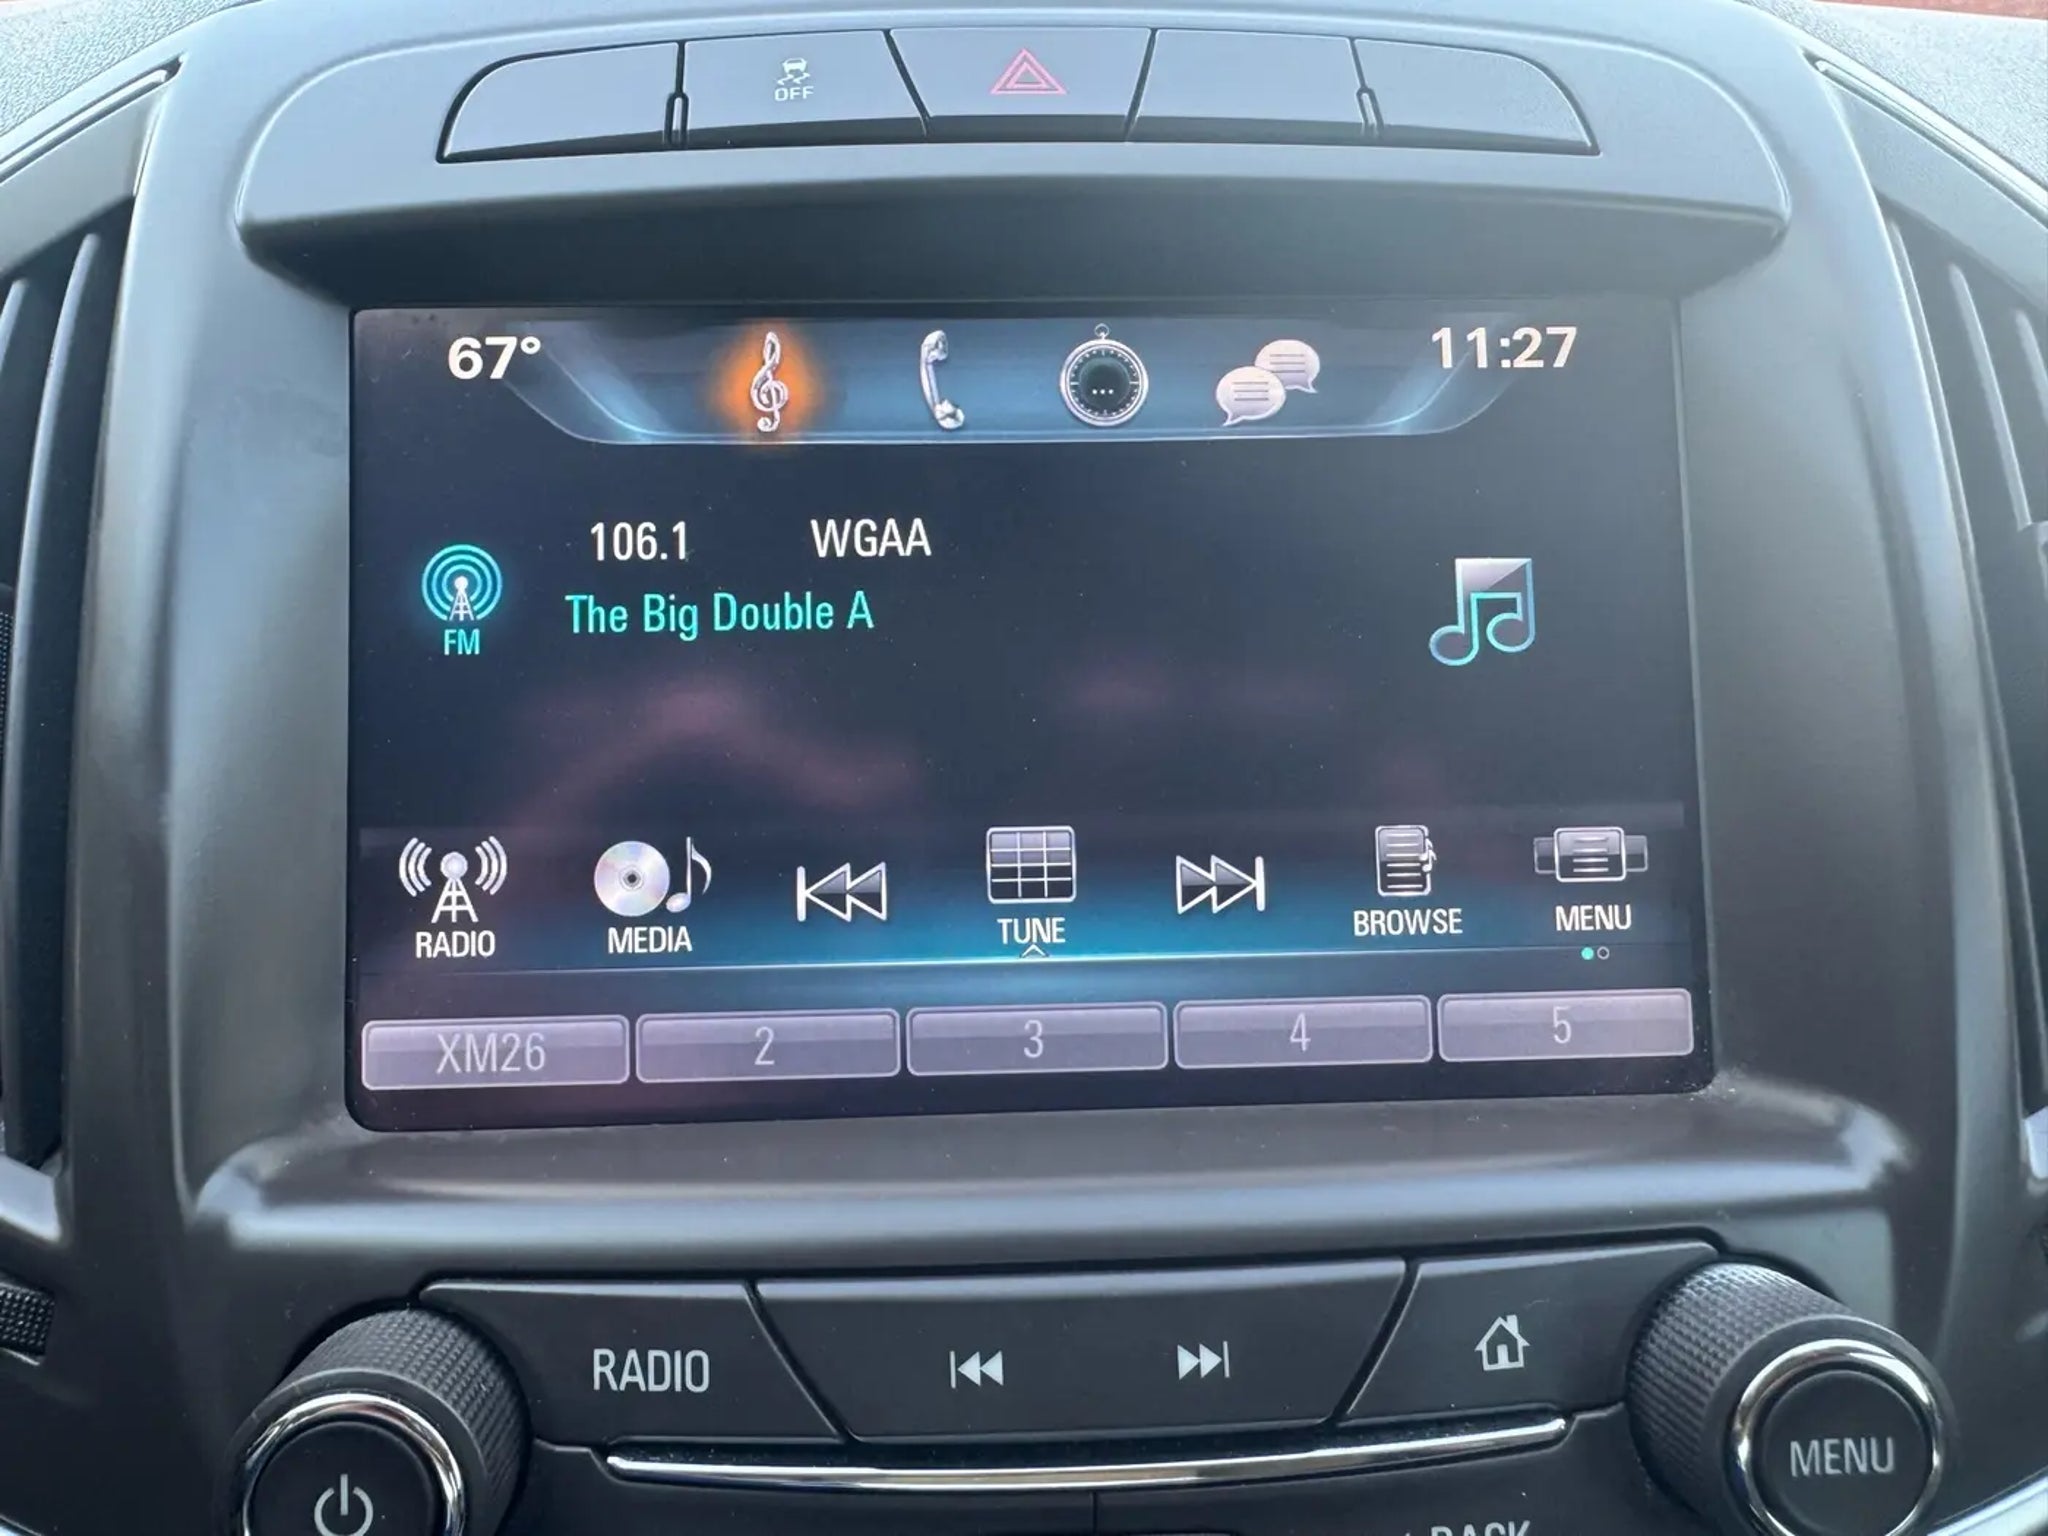 OFF
67° 11:27
106.1 WGAA
The Big Double A
FM
RADIO MEDIA TUNE BROWSE MENU
XM26 2 3 4 5
RADIO
MENU
BACK